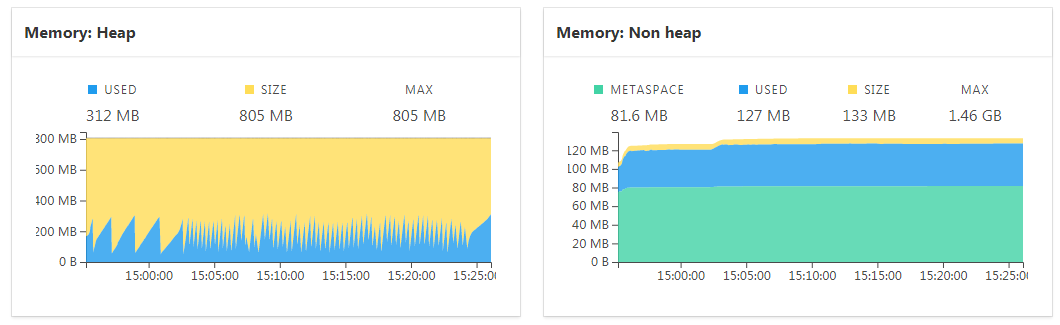 Memory: Heap
USED SIZE MAX
312 MB 805 MB 805 MB
800 MB
600 MB
400 MB
200 MB
0 B
15:00:00 15:05:00 15:10:00 15:15:00 15:20:00 15:25:00
Memory: Non heap
METASPACE USED SIZE MAX
81.6 MB 127 MB 133 MB 1.46 GB
120 MB
100 MB
80 MB
60 MB
40 MB
20 MB
0 B
15:00:00 15:05:00 15:10:00 15:15:00 15:20:00 15:25:00